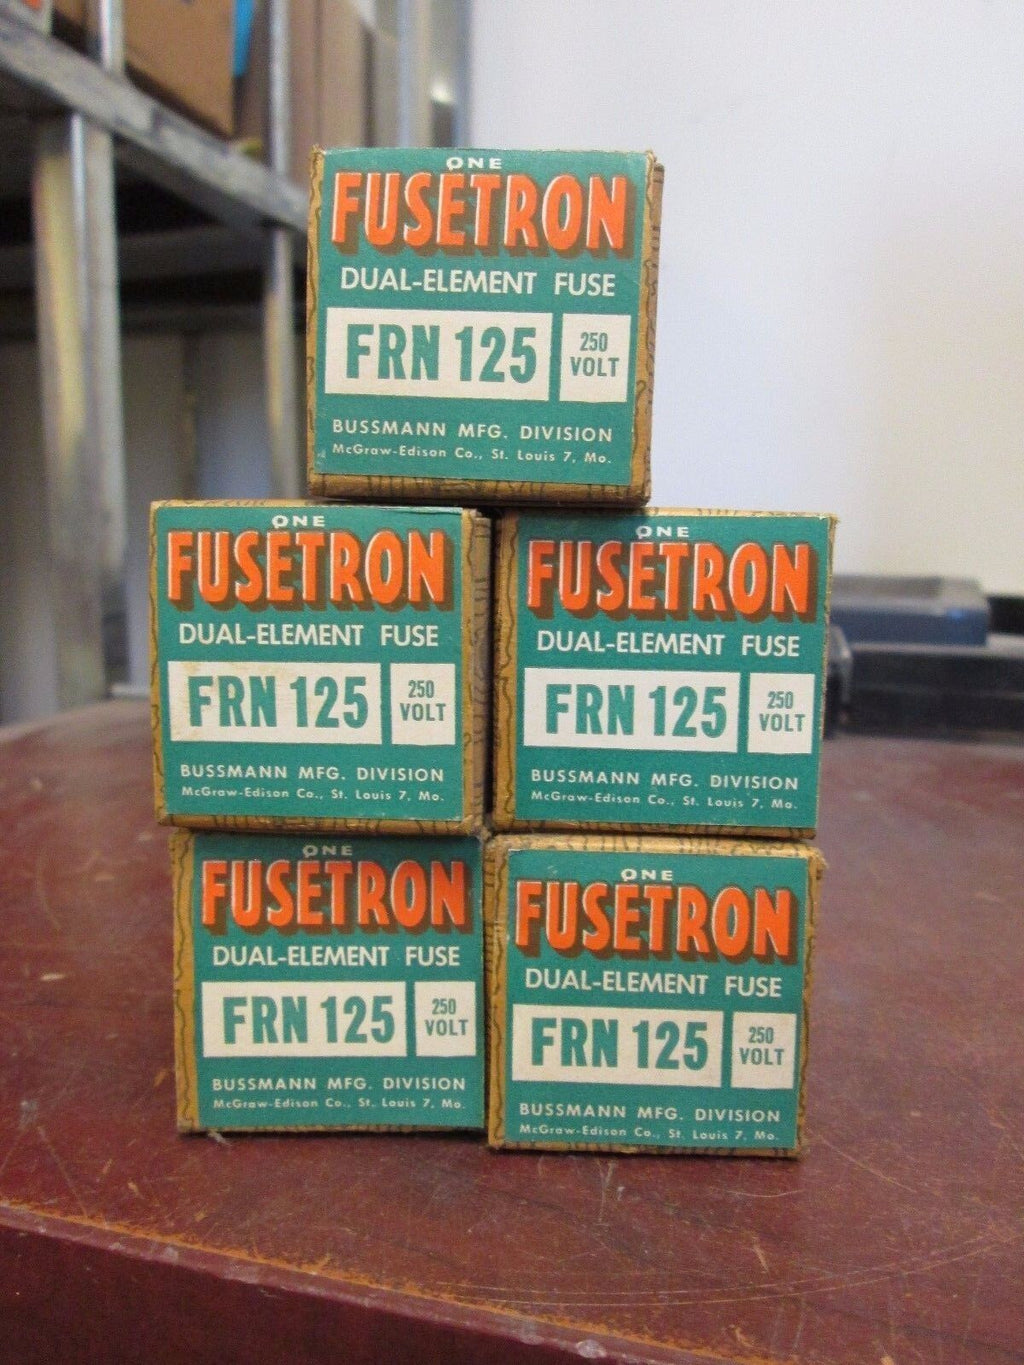 ONE
FUSETRON
DUAL-ELEMENT FUSE
FRN 125
250
VOLT
BUSSMANN MFG. DIVISION
McGraw-Edison Co., St. Louis 7, Mo.
ONE
FUSETRON
DUAL-ELEMENT FUSE
FRN 125
250
VOLT
BUSSMANN MFG. DIVISION
McGraw-Edison Co., St. Louis 7, Mo.
ONE
FUSETRON
DUAL-ELEMENT FUSE
FRN 125
250
VOLT
BUSSMANN MFG. DIVISION
McGraw-Edison Co., St. Louis 7, Mo.
ONE
FUSETRON
DUAL-ELEMENT FUSE
FRN 125
250
VOLT
BUSSMANN MFG. DIVISION
McGraw-Edison Co., St. Louis 7, Mo.
ONE
FUSETRON
DUAL-ELEMENT FUSE
FRN 125
250
VOLT
BUSSMANN MFG. DIVISION
McGraw-Edison Co., St. Louis 7, Mo.